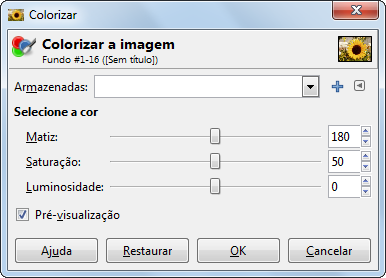 Colorizar
Colorizar a imagem
Fundo #1-16 ([Sem título])
Armazenadas:
Selecione a cor
Matiz: 180
Saturação: 50
Luminosidade: 0
Pré-visualização
Ajuda Restaurar OK Cancelar